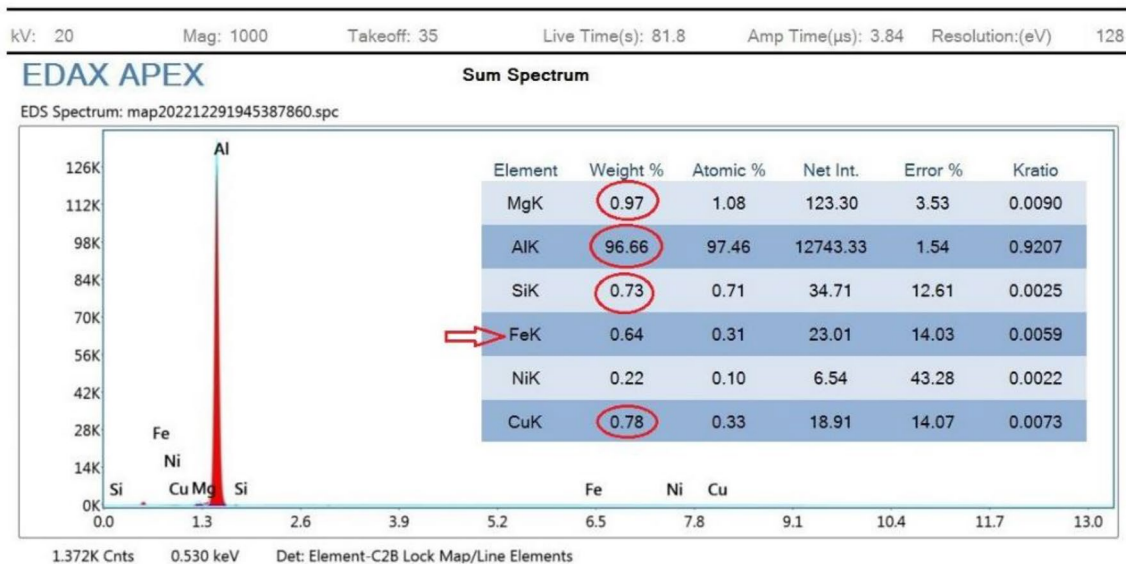 kV: 20 Mag: 1000 Takeoff: 35 Live Time(s): 81.8 Amp Time(µs): 3.84 Resolution:(eV) 128
EDAX APEX
Sum Spectrum
EDS Spectrum: map202212291945387860.spc
Al
126K
112K
98K
84K
70K
56K
42K
28K
14K
0K
Fe
Ni
Si Cu Mg Si Fe Ni Cu
0.0 1.3 2.6 3.9 5.2 6.5 7.8 9.1 10.4 11.7 13.0
Element Weight % Atomic % Net Int. Error % Kratio
MgK 0.97 1.08 123.30 3.53 0.0090
AlK 96.66 97.46 12743.33 1.54 0.9207
SiK 0.73 0.71 34.71 12.61 0.0025
FeK 0.64 0.31 23.01 14.03 0.0059
NiK 0.22 0.10 6.54 43.28 0.0022
CuK 0.78 0.33 18.91 14.07 0.0073
1.372K Cnts 0.530 keV Det: Element-C2B Lock Map/Line Elements